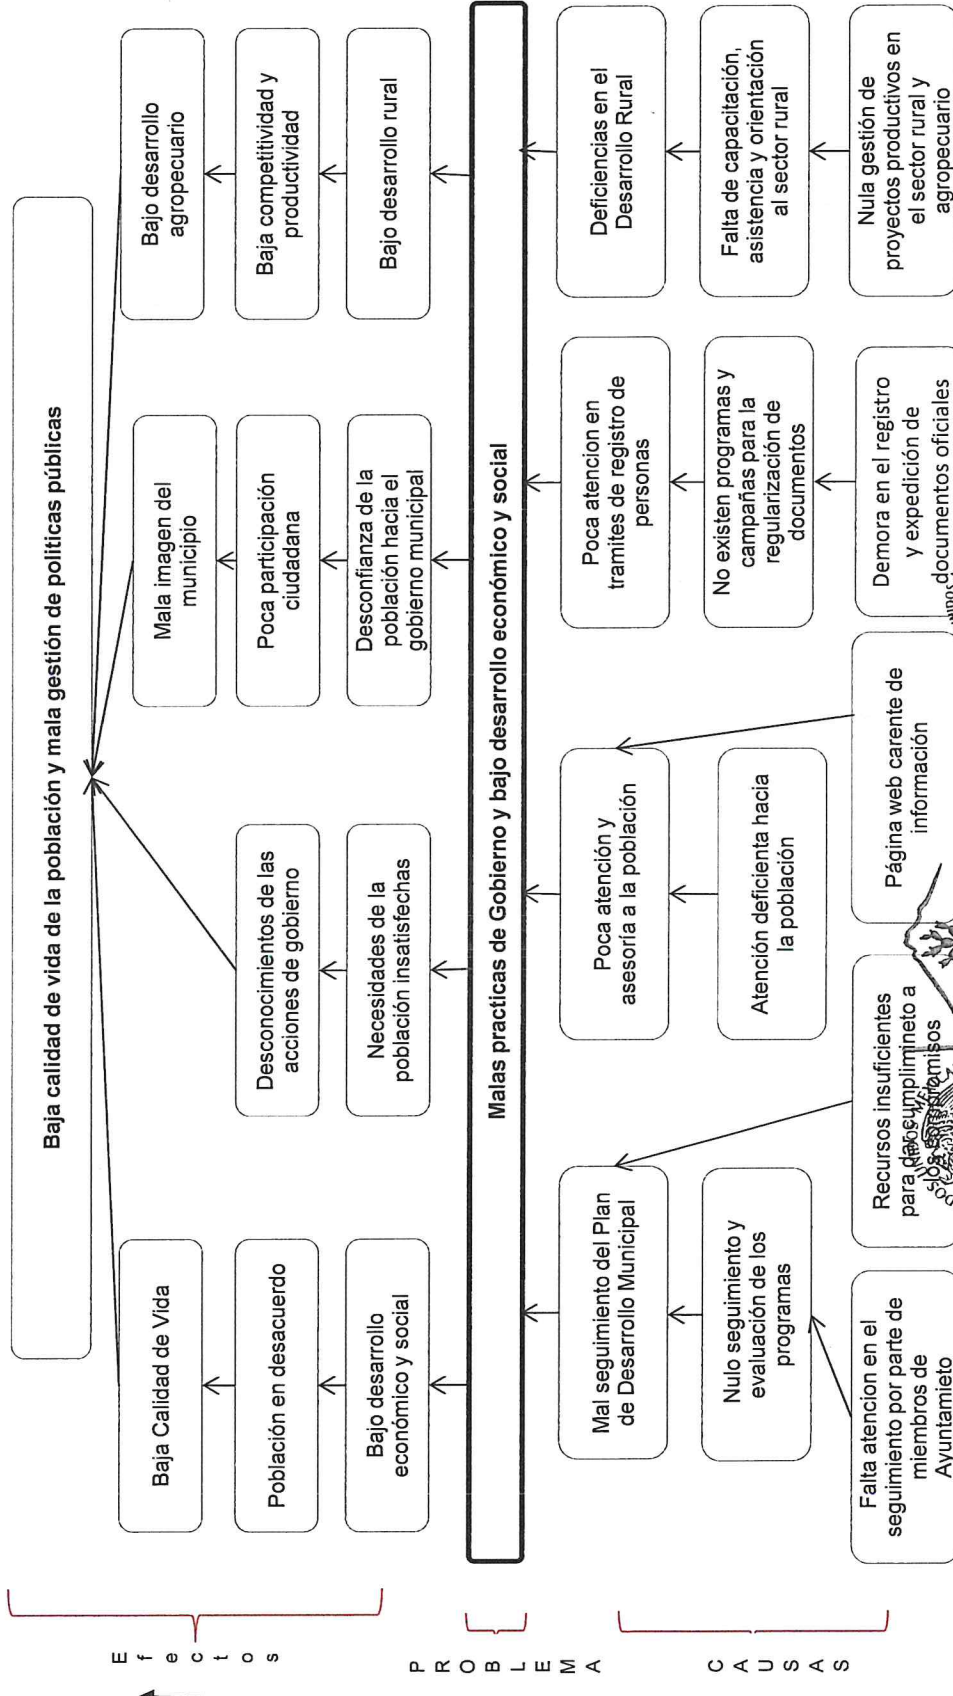 Baja calidad de vida de la población y mala gestión de políticas públicas
Baja Calidad de Vida
Población en desacuerdo
Bajo desarrollo
económico y social
Desconocimientos de las
acciones de gobierno
Necesidades de la
población insatisfechas
Mala imagen del
municipio
Poca participación
ciudadana
Desconfianza de la
población hacia el
gobierno municipal
Bajo desarrollo
agropecuario
Baja competitividad y
productividad
Bajo desarrollo rural
Efectos
PROBLEMA
Malas practicas de Gobierno y bajo desarrollo económico y social
CAUSAS
Mal seguimiento del Plan
de Desarrollo Municipal
Nulo seguimiento y
evaluación de los
programas
Falta atencion en el
seguimiento por parte de
miembros de
Ayuntamieto
Recursos insuficientes
para dar cumplimineto a
los compromisos
Poca atención y
asesoría a la población
Atención deficienta hacia
la población
Página web carente de
información
Poca atencion en
tramites de registro de
personas
No existen programas y
campañas para la
regularización de
documentos
Demora en el registro
y expedición de
documentos oficiales
Deficiencias en el
Desarrollo Rural
Falta de capacitación,
asistencia y orientación
al sector rural
Nula gestión de
proyectos productivos en
el sector rural y
agropecuario